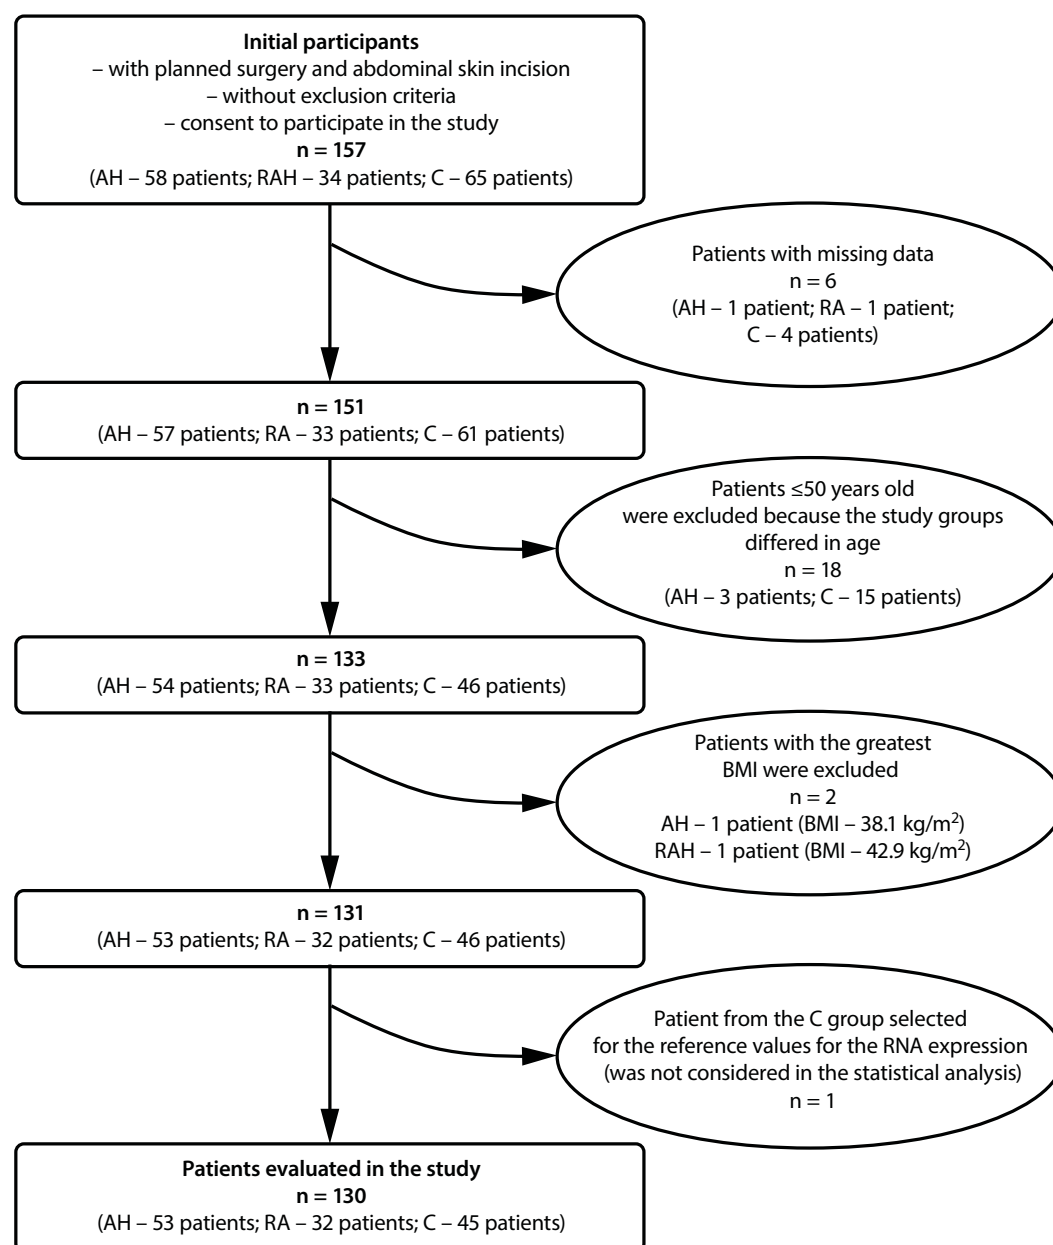 Initial participants
– with planned surgery and abdominal skin incision
– without exclusion criteria
– consent to participate in the study
n = 157
(AH – 58 patients; RAH – 34 patients; C – 65 patients)
Patients with missing data
n = 6
(AH – 1 patient; RA – 1 patient;
C – 4 patients)
n = 151
(AH – 57 patients; RA – 33 patients; C – 61 patients)
Patients ≤50 years old
were excluded because the study groups
differed in age
n = 18
(AH – 3 patients; C – 15 patients)
n = 133
(AH – 54 patients; RA – 33 patients; C – 46 patients)
Patients with the greatest
BMI were excluded
n = 2
AH – 1 patient (BMI – 38.1 kg/m²)
RAH – 1 patient (BMI – 42.9 kg/m²)
n = 131
(AH – 53 patients; RA – 32 patients; C – 46 patients)
Patient from the C group selected
for the reference values for the RNA expression
(was not considered in the statistical analysis)
n = 1
Patients evaluated in the study
n = 130
(AH – 53 patients; RA – 32 patients; C – 45 patients)